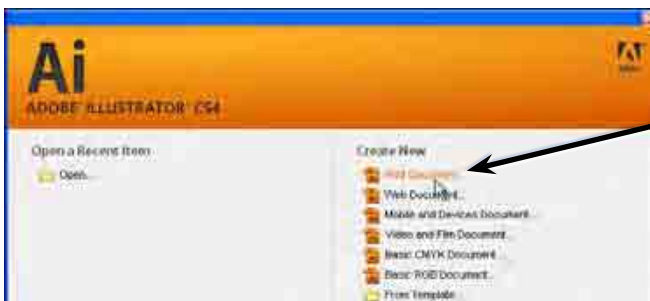 Ai
ADOBE ILLUSTRATOR CS4
Open a Recent Item
Open...
Create New
Print Document...
Web Document...
Mobile and Devices Document...
Video and Film Document...
Basic CMYK Document...
Basic RGB Document...
From Template...